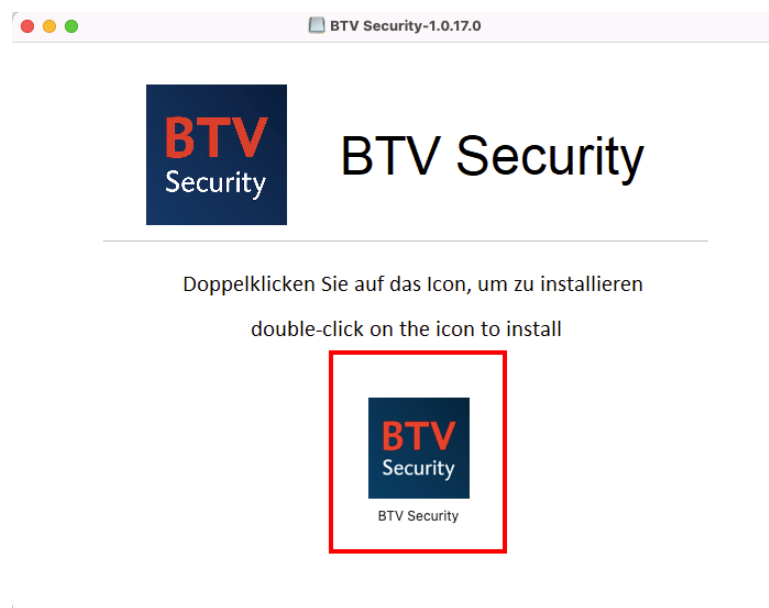 BTV Security-1.0.17.0
BTV
Security
BTV Security
Doppelklicken Sie auf das Icon, um zu installieren
double-click on the icon to install
BTV
Security
BTV Security